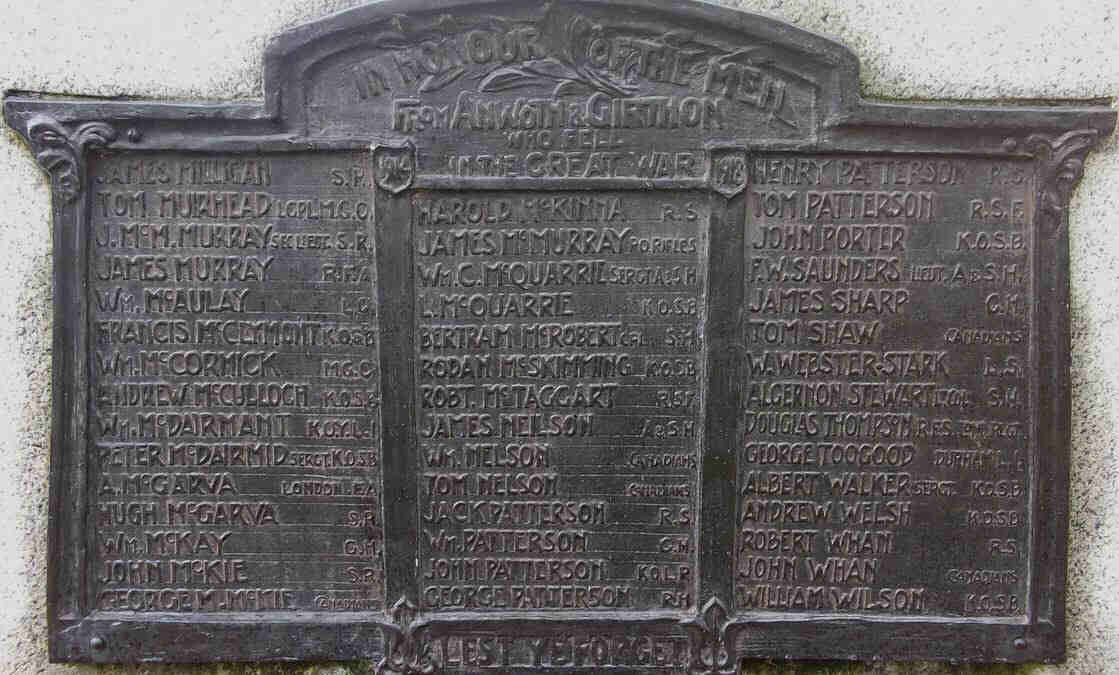 IN HONOUR OF THE MEN
FROM ANWOTH & GIRTHON
WHO FELL
IN THE GREAT WAR
1914
1918
JAMES MILLIGAN S.R.
TOM MUIRHEAD L.CPL M.G.C.
J. McM. MURRAY SEC. LIEUT. S.R.
JAMES MURRAY R.F.A.
Wm. McAULAY L.C.
FRANCIS McCLYMONT K.O.S.B.
Wm. McCORMICK M.G.C.
ANDREW McCULLOCH K.O.S.B.
Wm. McDAIRMANT K.O.Y.L.I.
PETER McDAIRMID SERGT. K.O.S.B.
A. McGARVA LONDON
HUGH McGARVA S.R.
Wm. McKAY G.H.
JOHN McKIE S.R.
GEORGE M. McMIE CANADIANS
HAROLD McKINNA R.S.
JAMES McMURRAY P.O. RIFLES
Wm. C. McQUARRIE SERGT. A & S.H.
L. McQUARRIE K.O.S.B.
BERTRAM McROBERT CPL. S.H.
RODAN McSKIMMING K.O.S.B.
ROBT. McTAGGART R.S.F.
JAMES NEILSON A & S.H.
Wm. NELSON CANADIANS
TOM NELSON CANADIANS
JACK PATTERSON R.S.
Wm. PATTERSON G.H.
JOHN PATTERSON K.O.L.R.
GEORGE PATTERSON R.H.
HENRY PATTERSON R.S.
TOM PATTERSON R.S.F.
JOHN PORTER K.O.S.B.
F.W. SAUNDERS LIEUT. A & S.H.
JAMES SHARP G.H.
TOM SHAW CANADIANS
W. WEBSTER-STARK L.S.
ALGERNON STEWART S.H.
DOUGLAS THOMPSON
GEORGE TOOGOOD DURHAM L.I.
ALBERT WALKER SERGT. K.O.S.B.
ANDREW WELSH K.O.S.B.
ROBERT WHAN R.S.
JOHN WHAN CANADIANS
WILLIAM WILSON K.O.S.B.
LEST YE FORGET